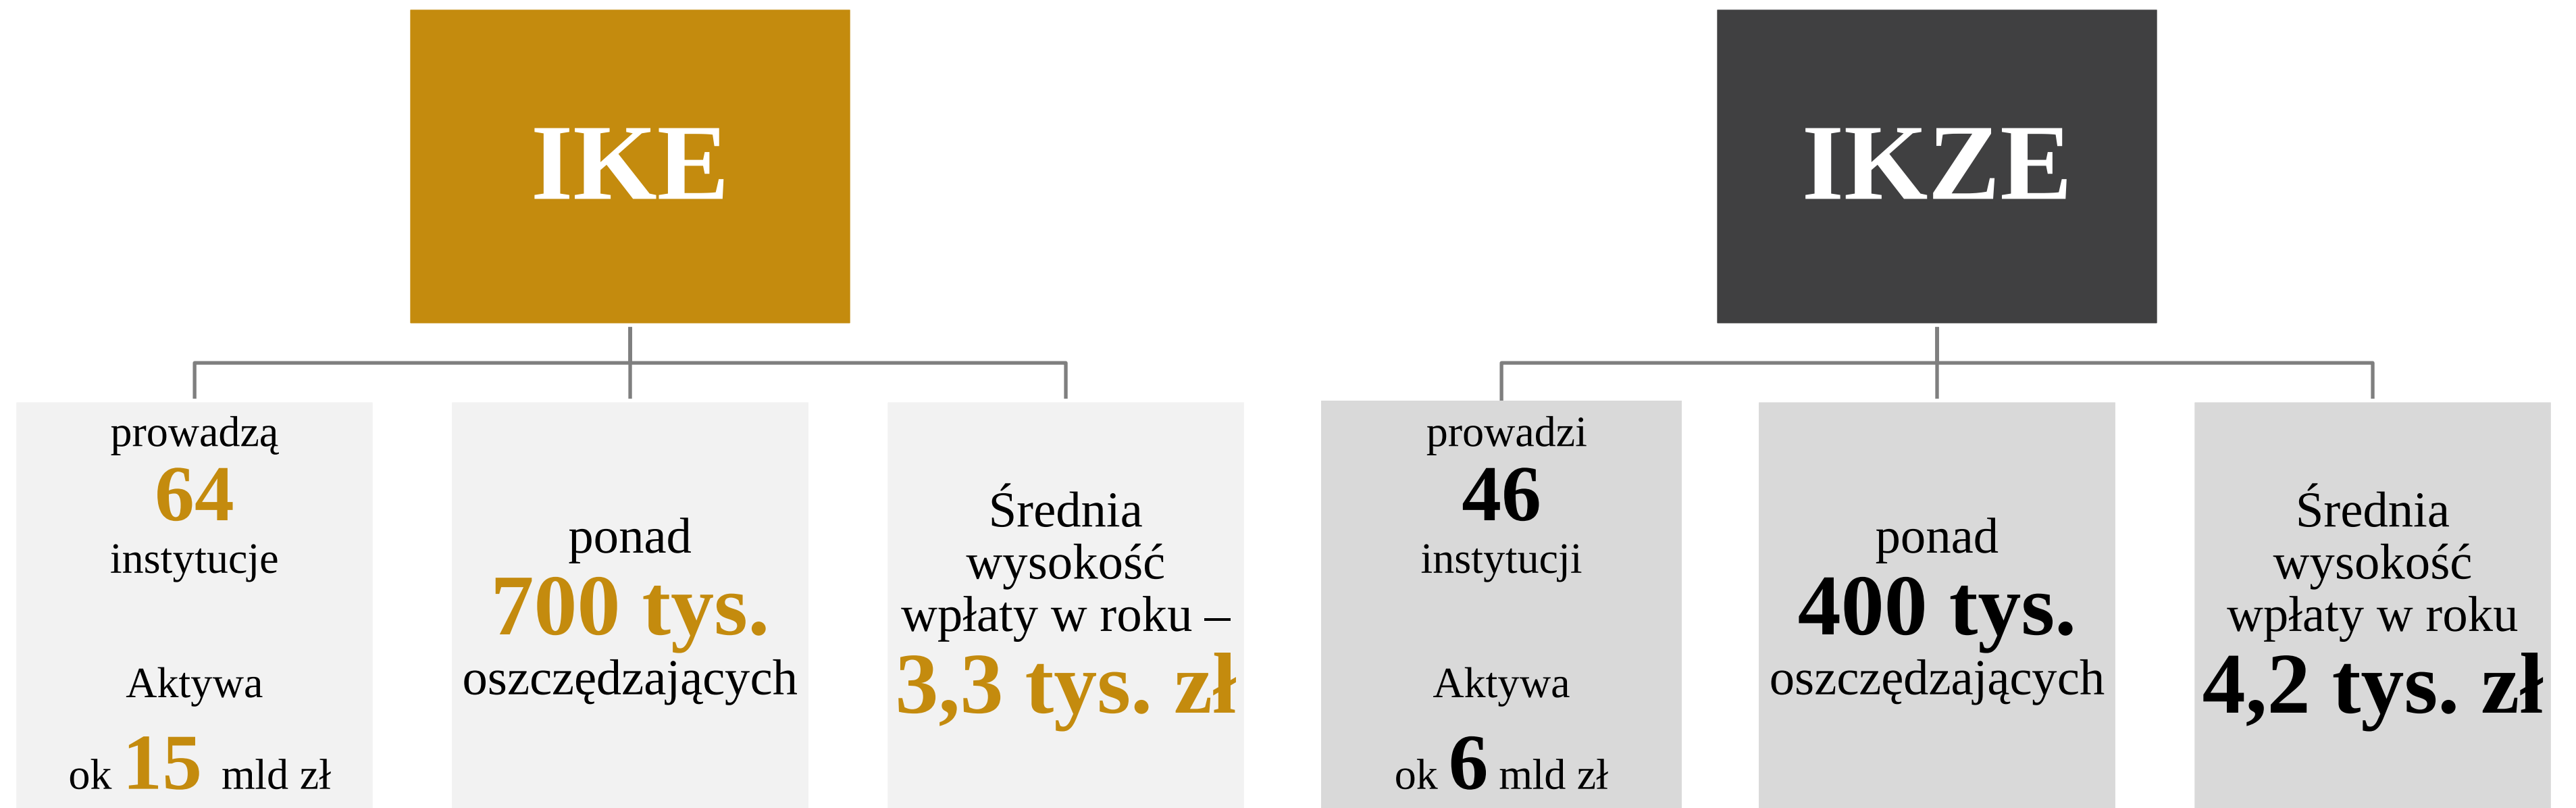 IKE
prowadzą
64
instytucje
Aktywa
ok 15 mld zł
ponad
700 tys.
oszczędzających
Średnia
wysokość
wpłaty w roku –
3,3 tys. zł
IKZE
prowadzi
46
instytucji
Aktywa
ok 6 mld zł
ponad
400 tys.
oszczędzających
Średnia
wysokość
wpłaty w roku
4,2 tys. zł